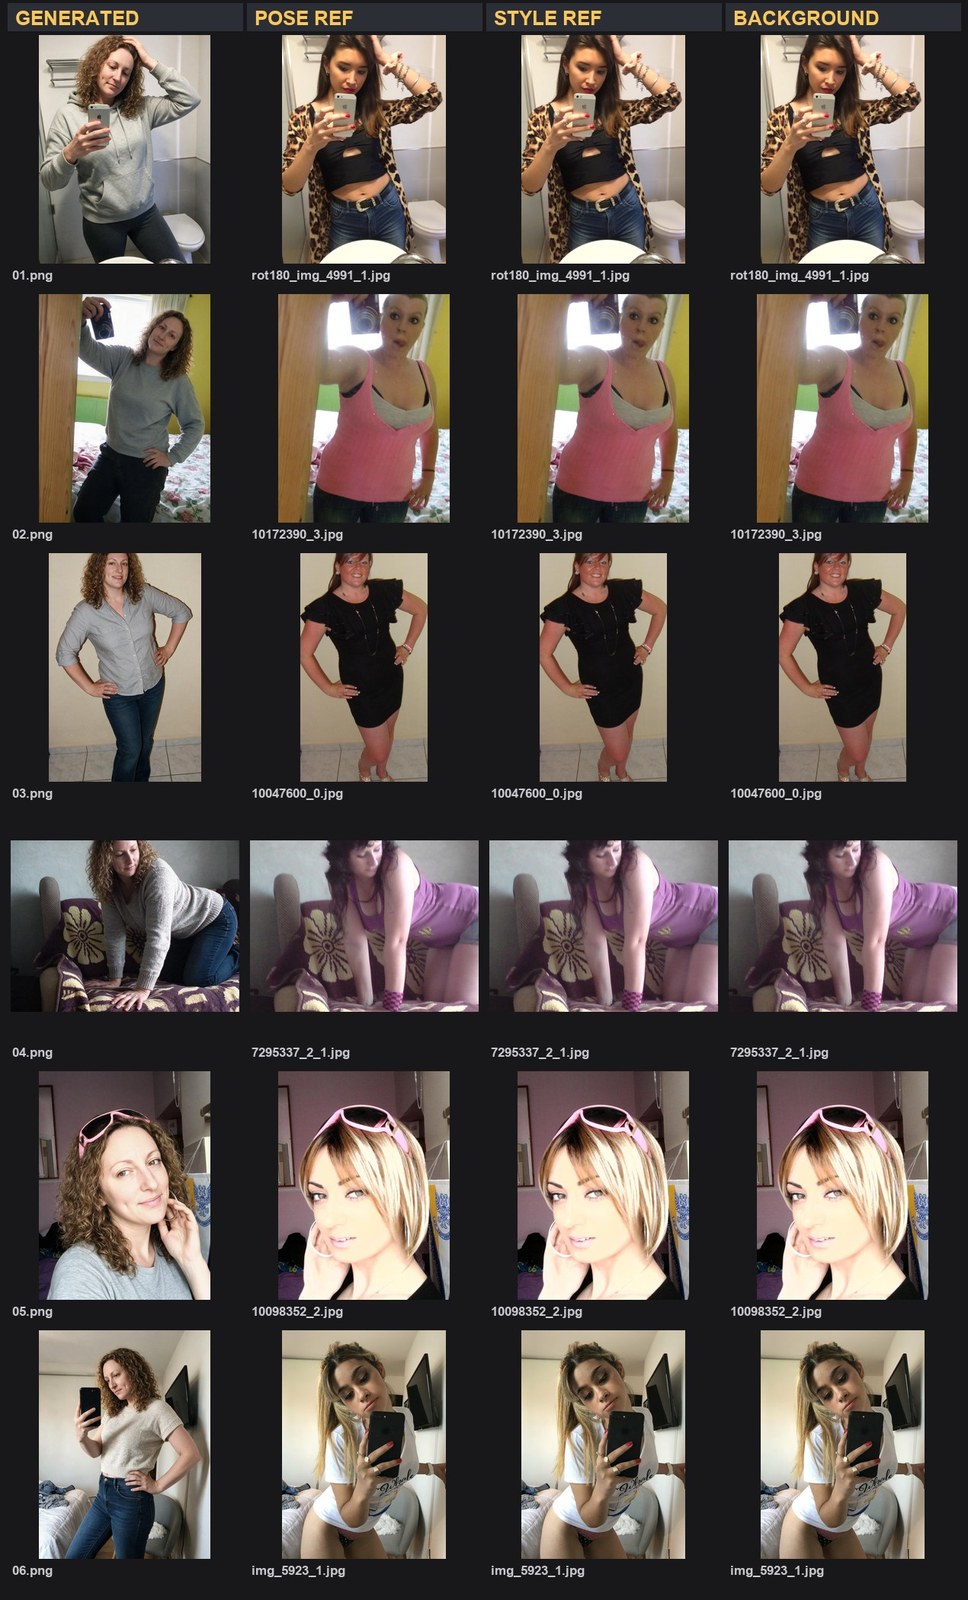 GENERATED POSE REF STYLE REF BACKGROUND
01.png rot180_img_4991_1.jpg rot180_img_4991_1.jpg rot180_img_4991_1.jpg
02.png 10172390_3.jpg 10172390_3.jpg 10172390_3.jpg
03.png 10047600_0.jpg 10047600_0.jpg 10047600_0.jpg
04.png 7295337_2_1.jpg 7295337_2_1.jpg 7295337_2_1.jpg
05.png 10098352_2.jpg 10098352_2.jpg 10098352_2.jpg
06.png img_5923_1.jpg img_5923_1.jpg img_5923_1.jpg